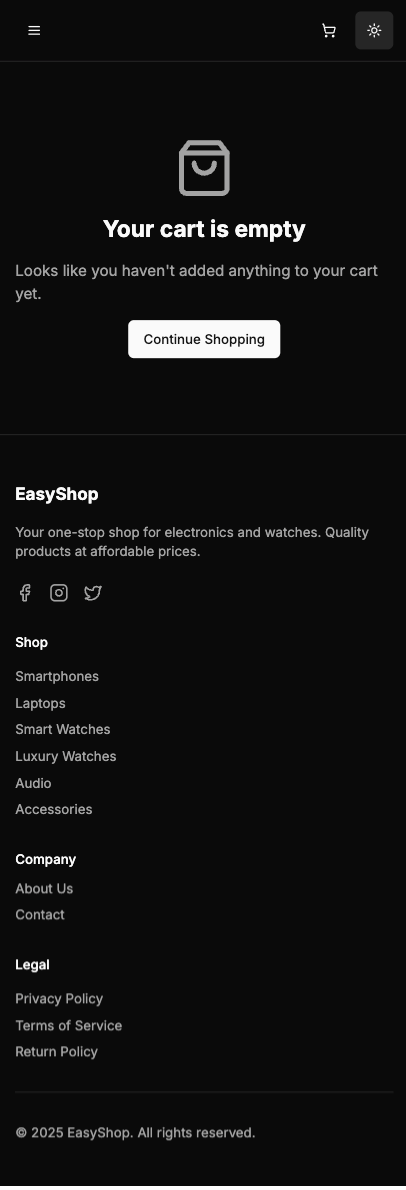 Your cart is empty
Looks like you haven't added anything to your cart
yet.
Continue Shopping
EasyShop
Your one-stop shop for electronics and watches. Quality
products at affordable prices.
Shop
Smartphones
Laptops
Smart Watches
Luxury Watches
Audio
Accessories
Company
About Us
Contact
Legal
Privacy Policy
Terms of Service
Return Policy
© 2025 EasyShop. All rights reserved.